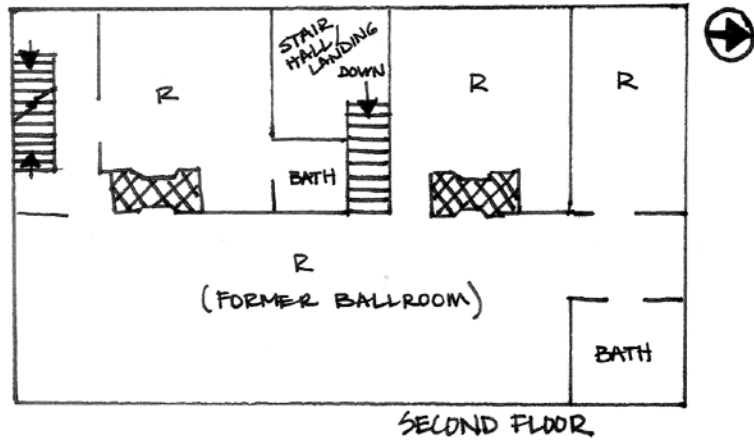 STAIR
HALL/
LANDING
DOWN
R
R
R
BATH
R
(FORMER BALLROOM)
BATH
SECOND FLOOR